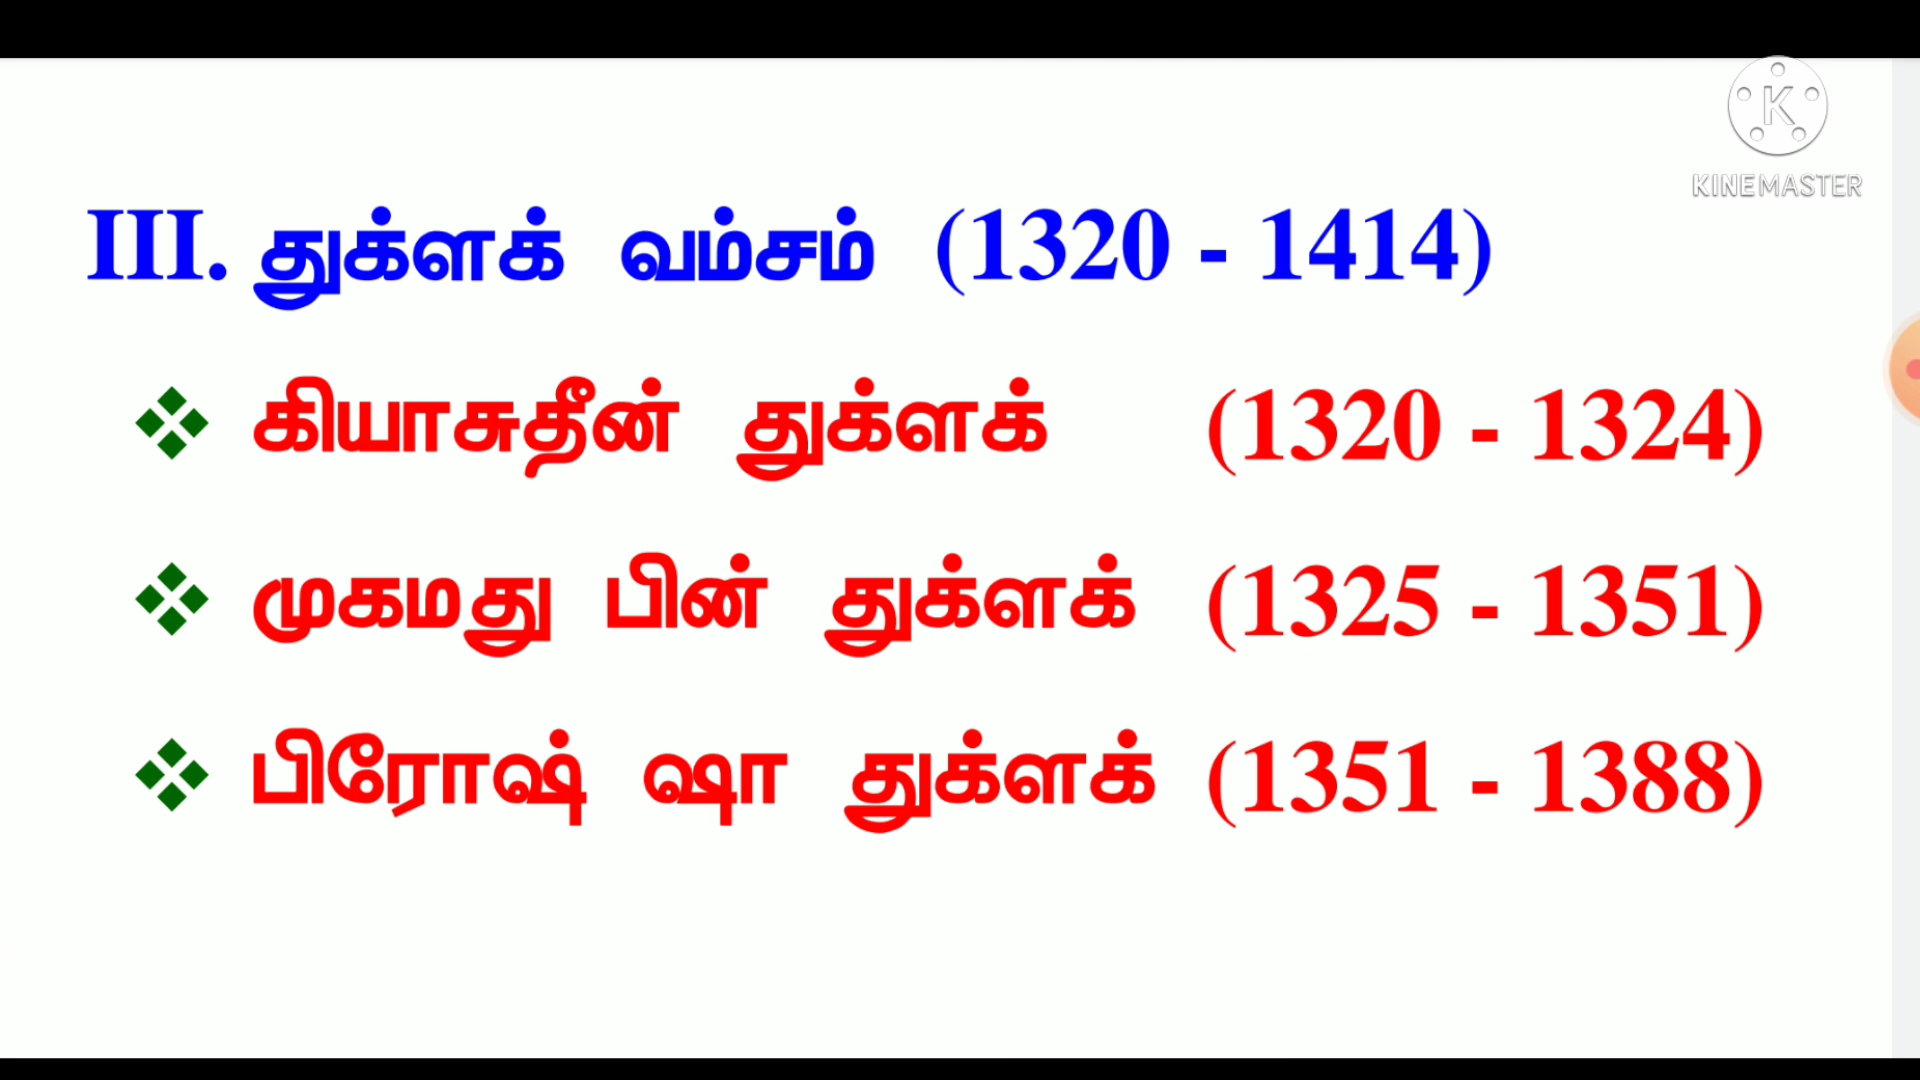 K
KINEMASTER
III. துக்ளக் வம்சம் (1320 - 1414)
கியாசுதீன் துக்ளக் (1320 - 1324)
முகமது பின் துக்ளக் (1325 - 1351)
பிரோஷ் ஷா துக்ளக் (1351 - 1388)